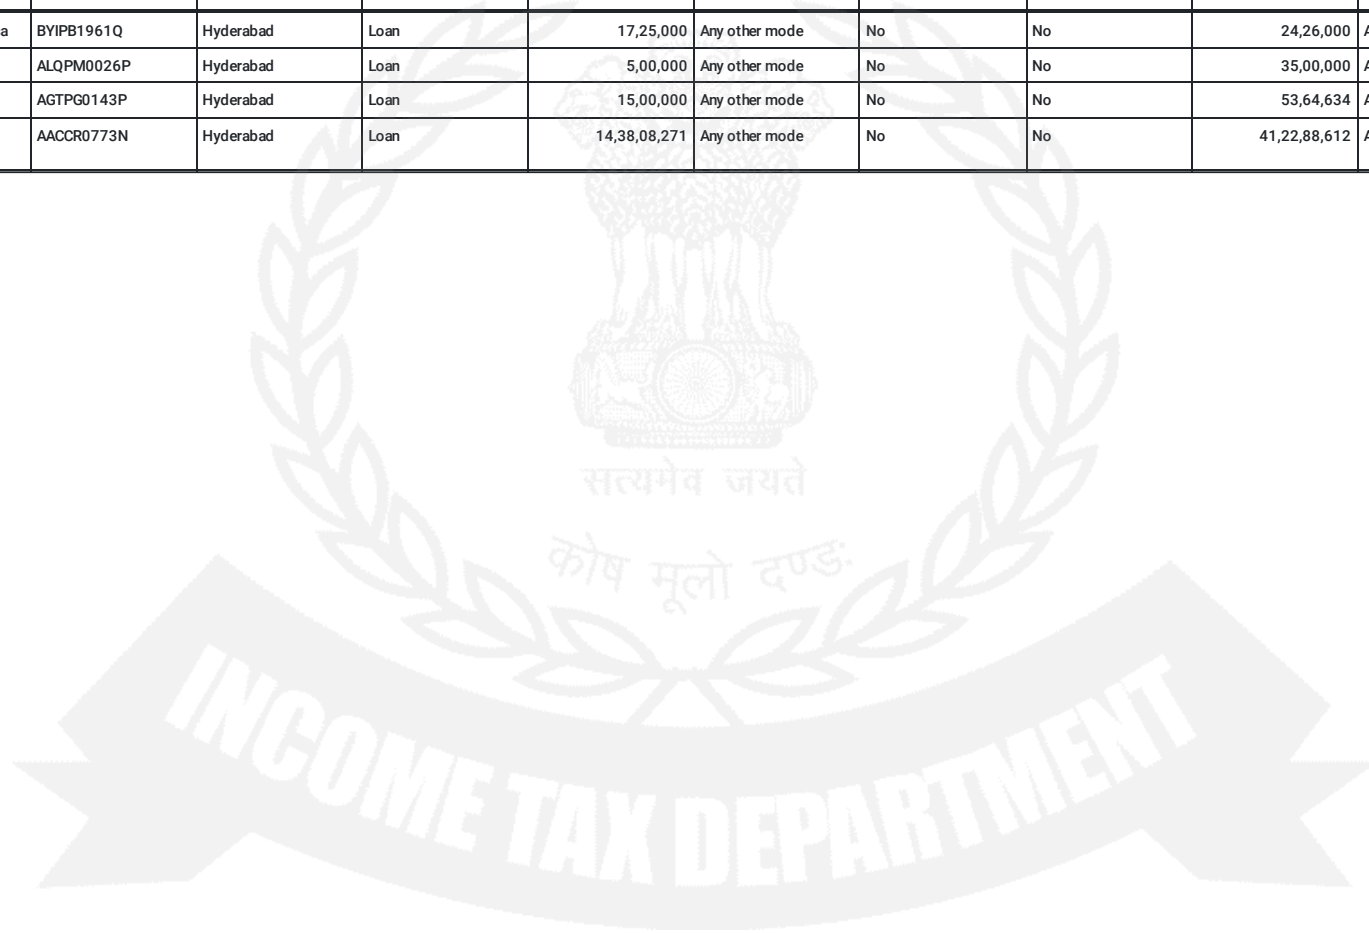 a BYIPB1961Q Hyderabad Loan 17,25,000 Any other mode No No 24,26,000 A
ALQPM0026P Hyderabad Loan 5,00,000 Any other mode No No 35,00,000 A
AGTPG0143P Hyderabad Loan 15,00,000 Any other mode No No 53,64,634 A
AACCR0773N Hyderabad Loan 14,38,08,271 Any other mode No No 41,22,88,612 A
सत्यमेव जयते
कोष मूलो दण्डः
INCOME TAX DEPARTMENT